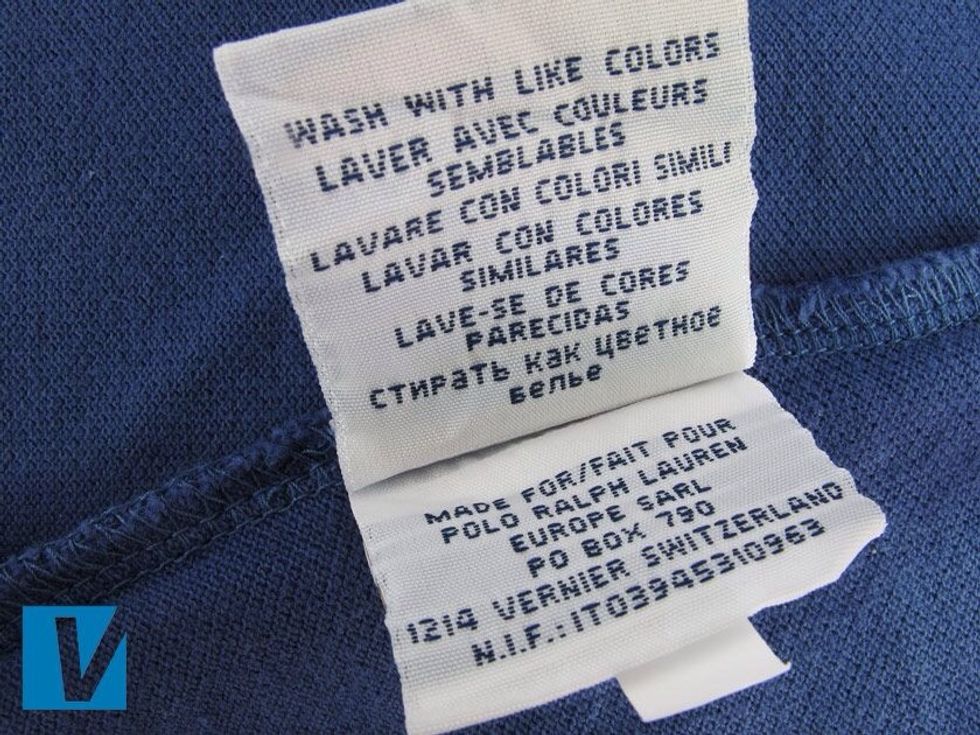 WASH WITH LIKE COLORS
LAVER AVEC COULEURS
SEMBLABLES
LAVARE CON COLORI SIMILI
LAVAR CON COLORES
SIMILARES
LAVE-SE DE CORES
PARECIDAS
СТИРАТЬ КАК ЦВЕТНОЕ
БЕЛЬЕ
MADE FOR/FAIT POUR
POLO RALPH LAUREN
EUROPE SARL
PO BOX 790
1214 VERNIER SWITZERLAND
N.I.F.:IT03945310963
V